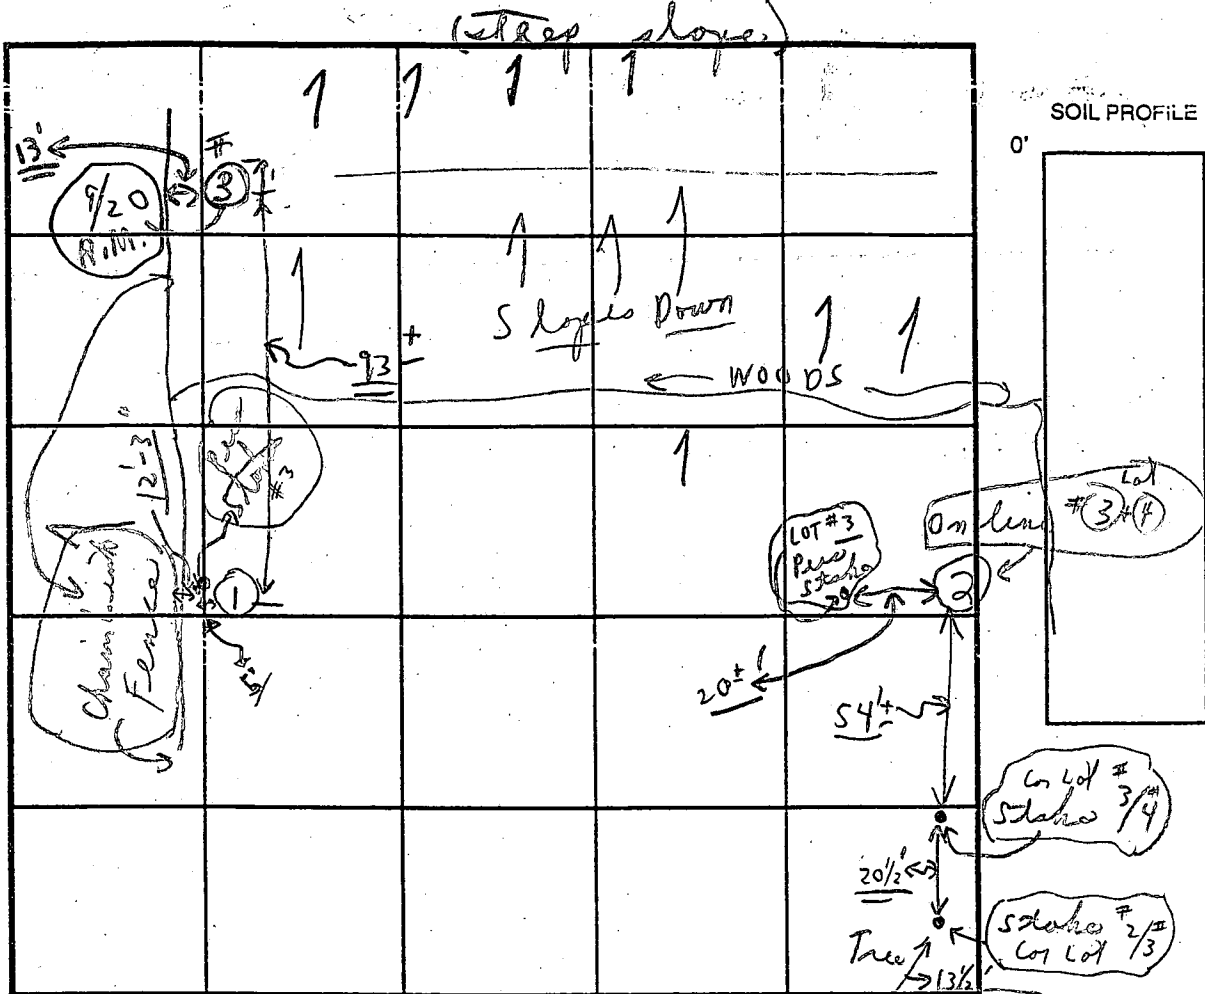 (steep slope)
SOIL PROFILE
0'
13'
#
3
9/20
A.M.
Slopes Down
93 ±
WOODS
12'-3"
#3
Lot
On line #3+4
LOT #3
Perc
Stake
1
2
Chain Link
Fence
20±'
54'±
Cor Lot #
Stake 3/#4
20½'
Stake #2/#3
Cor Lot
Tree
13½'